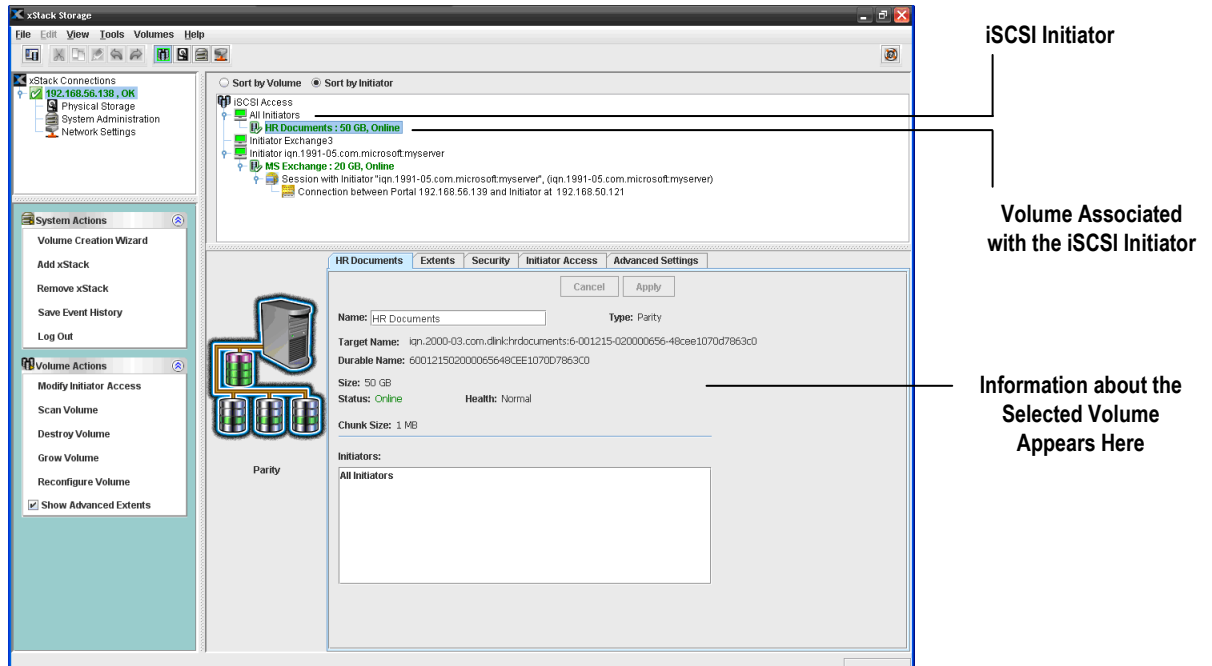 xStack Storage
File Edit View Tools Volumes Help
xStack Connections
192.168.56.138 , OK
Physical Storage
System Administration
Network Settings
Sort by Volume Sort by Initiator
iSCSI Access
All Initiators
HR Documents : 50 GB, Online
Initiator Exchange3
Initiator iqn.1991-05.com.microsoft:myserver
MS Exchange : 20 GB, Online
Session with Initiator "iqn.1991-05.com.microsoft:myserver", (iqn.1991-05.com.microsoft:myserver)
Connection between Portal 192.168.56.139 and Initiator at 192.168.50.121
System Actions
Volume Creation Wizard
Add xStack
Remove xStack
Save Event History
Log Out
Volume Actions
Modify Initiator Access
Scan Volume
Destroy Volume
Grow Volume
Reconfigure Volume
Show Advanced Extents
Parity
HR Documents Extents Security Initiator Access Advanced Settings
Cancel Apply
Name: HR Documents Type: Parity
Target Name: iqn.2000-03.com.dlink:hrdocuments:6-001215-020000656-48cee1070d7863c0
Durable Name: 600121502000065648CEE1070D7863C0
Size: 50 GB
Status: Online Health: Normal
Chunk Size: 1 MB
Initiators:
All Initiators
iSCSI Initiator
Volume Associated
with the iSCSI Initiator
Information about the
Selected Volume
Appears Here